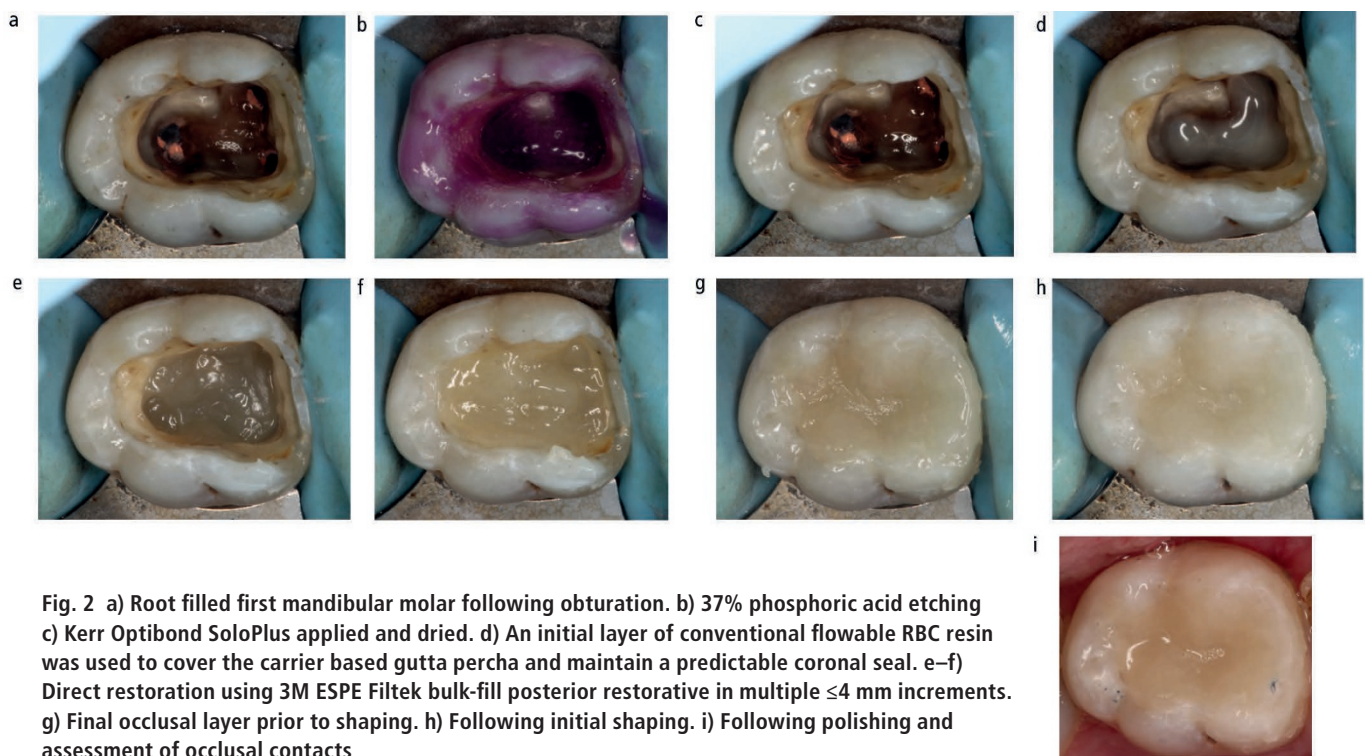 a
b
c
d
e
f
g
h
i
Fig. 2 a) Root filled first mandibular molar following obturation. b) 37% phosphoric acid etching
c) Kerr Optibond SoloPlus applied and dried. d) An initial layer of conventional flowable RBC resin
was used to cover the carrier based gutta percha and maintain a predictable coronal seal. e–f)
Direct restoration using 3M ESPE Filtek bulk-fill posterior restorative in multiple ≤4 mm increments.
g) Final occlusal layer prior to shaping. h) Following initial shaping. i) Following polishing and
assessment of occlusal contacts